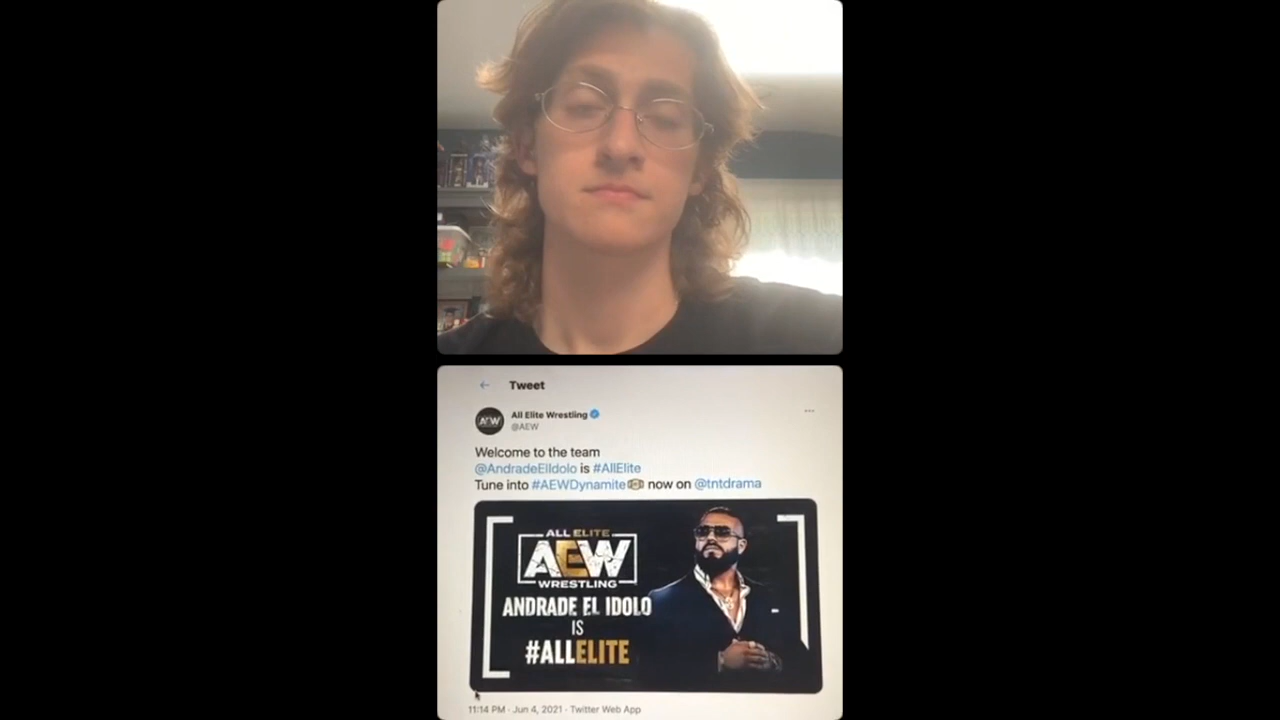 Tweet
All Elite Wrestling
@AEW
Welcome to the team
@AndradeElIdolo is #AllElite
Tune into #AEWDynamite now on @tntdrama
ALL ELITE
AEW
WRESTLING
ANDRADE EL IDOLO
IS
#ALLELITE
11:14 PM · Jun 4, 2021 · Twitter Web App